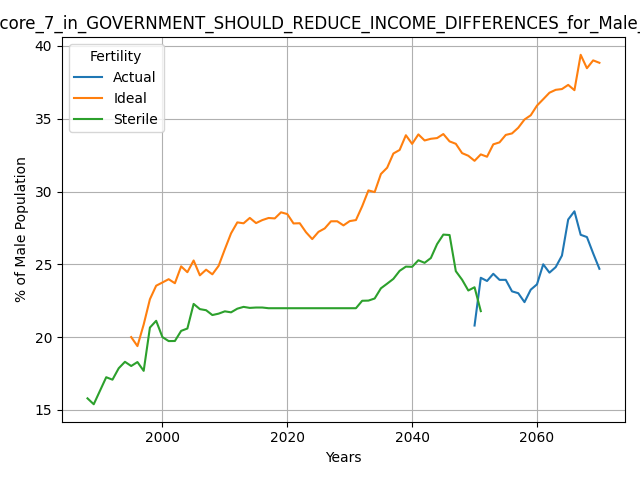 core_7_in_GOVERNMENT_SHOULD_REDUCE_INCOME_DIFFERENCES_for_Male_
Fertility
Actual
Ideal
Sterile
40
35
30
25
20
15
% of Male Population
2000
2020
2040
2060
Years